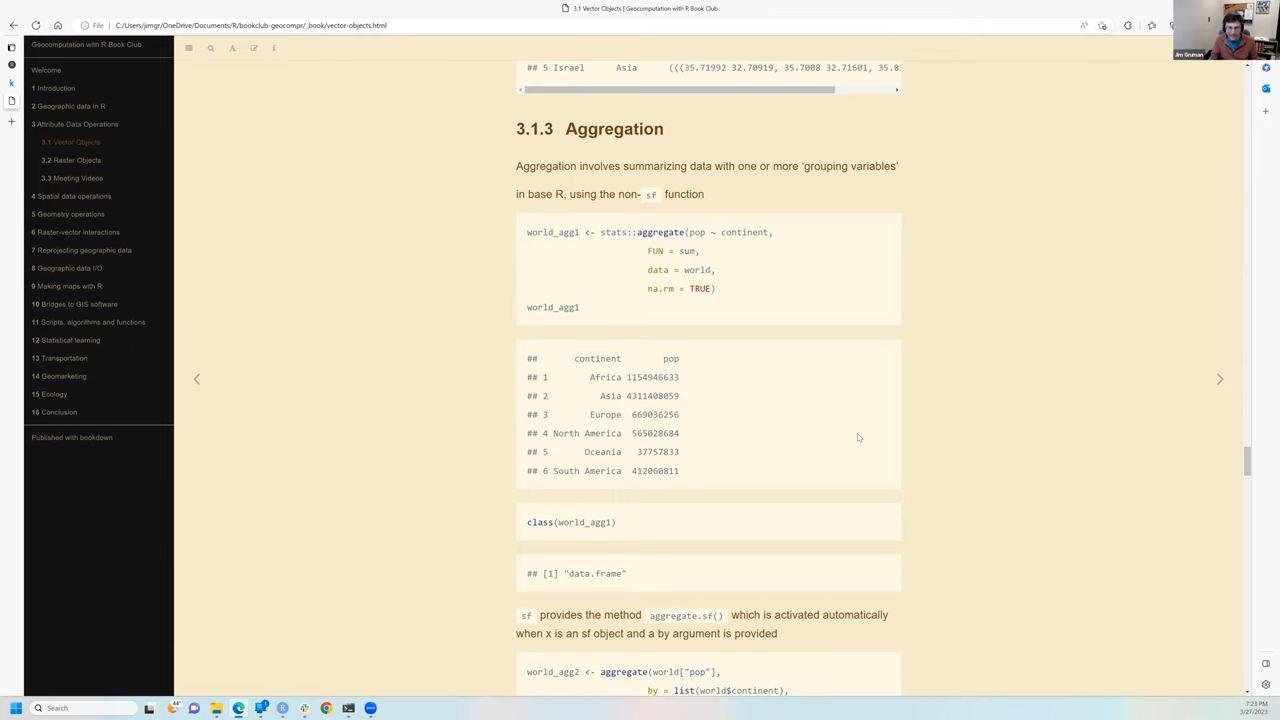 3.1 Vector Objects | Geocomputation with R Book Club
File
C:/Users/jimgr/OneDrive/Documents/R/bookclub-geocompr/_book/vector-objects.html
Jim Gruman
Geocomputation with R Book Club
Welcome
1 Introduction
2 Geographic data in R
3 Attribute Data Operations
3.1 Vector Objects
3.2 Raster Objects
3.3 Meeting Videos
4 Spatial data operations
5 Geometry operations
6 Raster-vector interactions
7 Reprojecting geographic data
8 Geographic data I/O
9 Making maps with R
10 Bridges to GIS software
11 Scripts, algorithms and functions
12 Statistical learning
13 Transportation
14 Geomarketing
15 Ecology
16 Conclusion
Published with bookdown
## 5 Israel Asia (((35.71992 32.70919, 35.7008 32.71601, 35.8
3.1.3 Aggregation
Aggregation involves summarizing data with one or more ‘grouping variables’
in base R, using the non- sf function
world_agg1 <- stats::aggregate(pop ~ continent,
FUN = sum,
data = world,
na.rm = TRUE)
world_agg1
## continent pop
## 1 Africa 1154946633
## 2 Asia 4311408059
## 3 Europe 669036256
## 4 North America 565028684
## 5 Oceania 37757833
## 6 South America 412060811
class(world_agg1)
## [1] "data.frame"
sf provides the method aggregate.sf() which is activated automatically
when x is an sf object and a by argument is provided
world_agg2 <- aggregate(world["pop"],
by = list(world$continent),
Search
44°
7:23 PM
3/27/2023